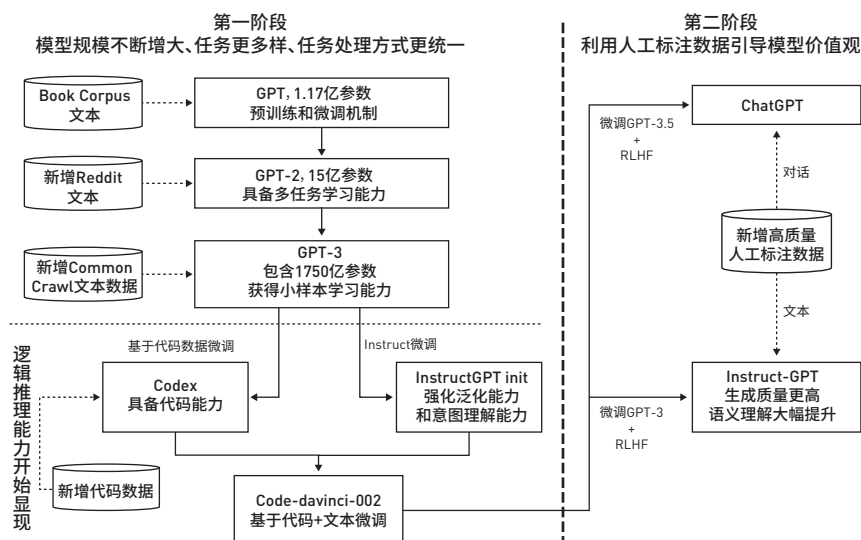 第一阶段
模型规模不断增大、任务更多样、任务处理方式更统一
第二阶段
利用人工标注数据引导模型价值观
Book Corpus
文本
GPT，1.17亿参数
预训练和微调机制
新增Reddit
文本
GPT-2，15亿参数
具备多任务学习能力
新增Common
Crawl文本数据
GPT-3
包含1750亿参数
获得小样本学习能力
基于代码数据微调
Instruct微调
逻辑推理能力开始显现
Codex
具备代码能力
InstructGPT init
强化泛化能力
和意图理解能力
新增代码数据
Code-davinci-002
基于代码+文本微调
微调GPT-3.5
+
RLHF
ChatGPT
对话
新增高质量
人工标注数据
文本
微调GPT-3
+
RLHF
Instruct-GPT
生成质量更高
语义理解大幅提升